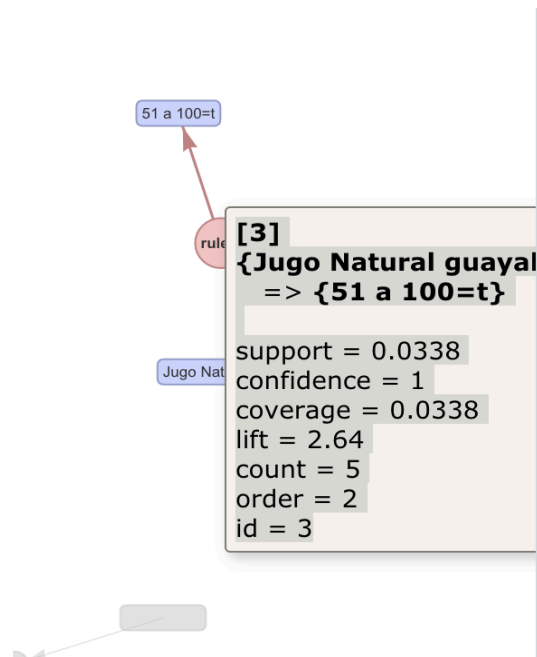 51 a 100=t
rule
[3]
{Jugo Natural guayab
=> {51 a 100=t}
support = 0.0338
confidence = 1
coverage = 0.0338
Jugo Nat
lift = 2.64
count = 5
order = 2
id = 3